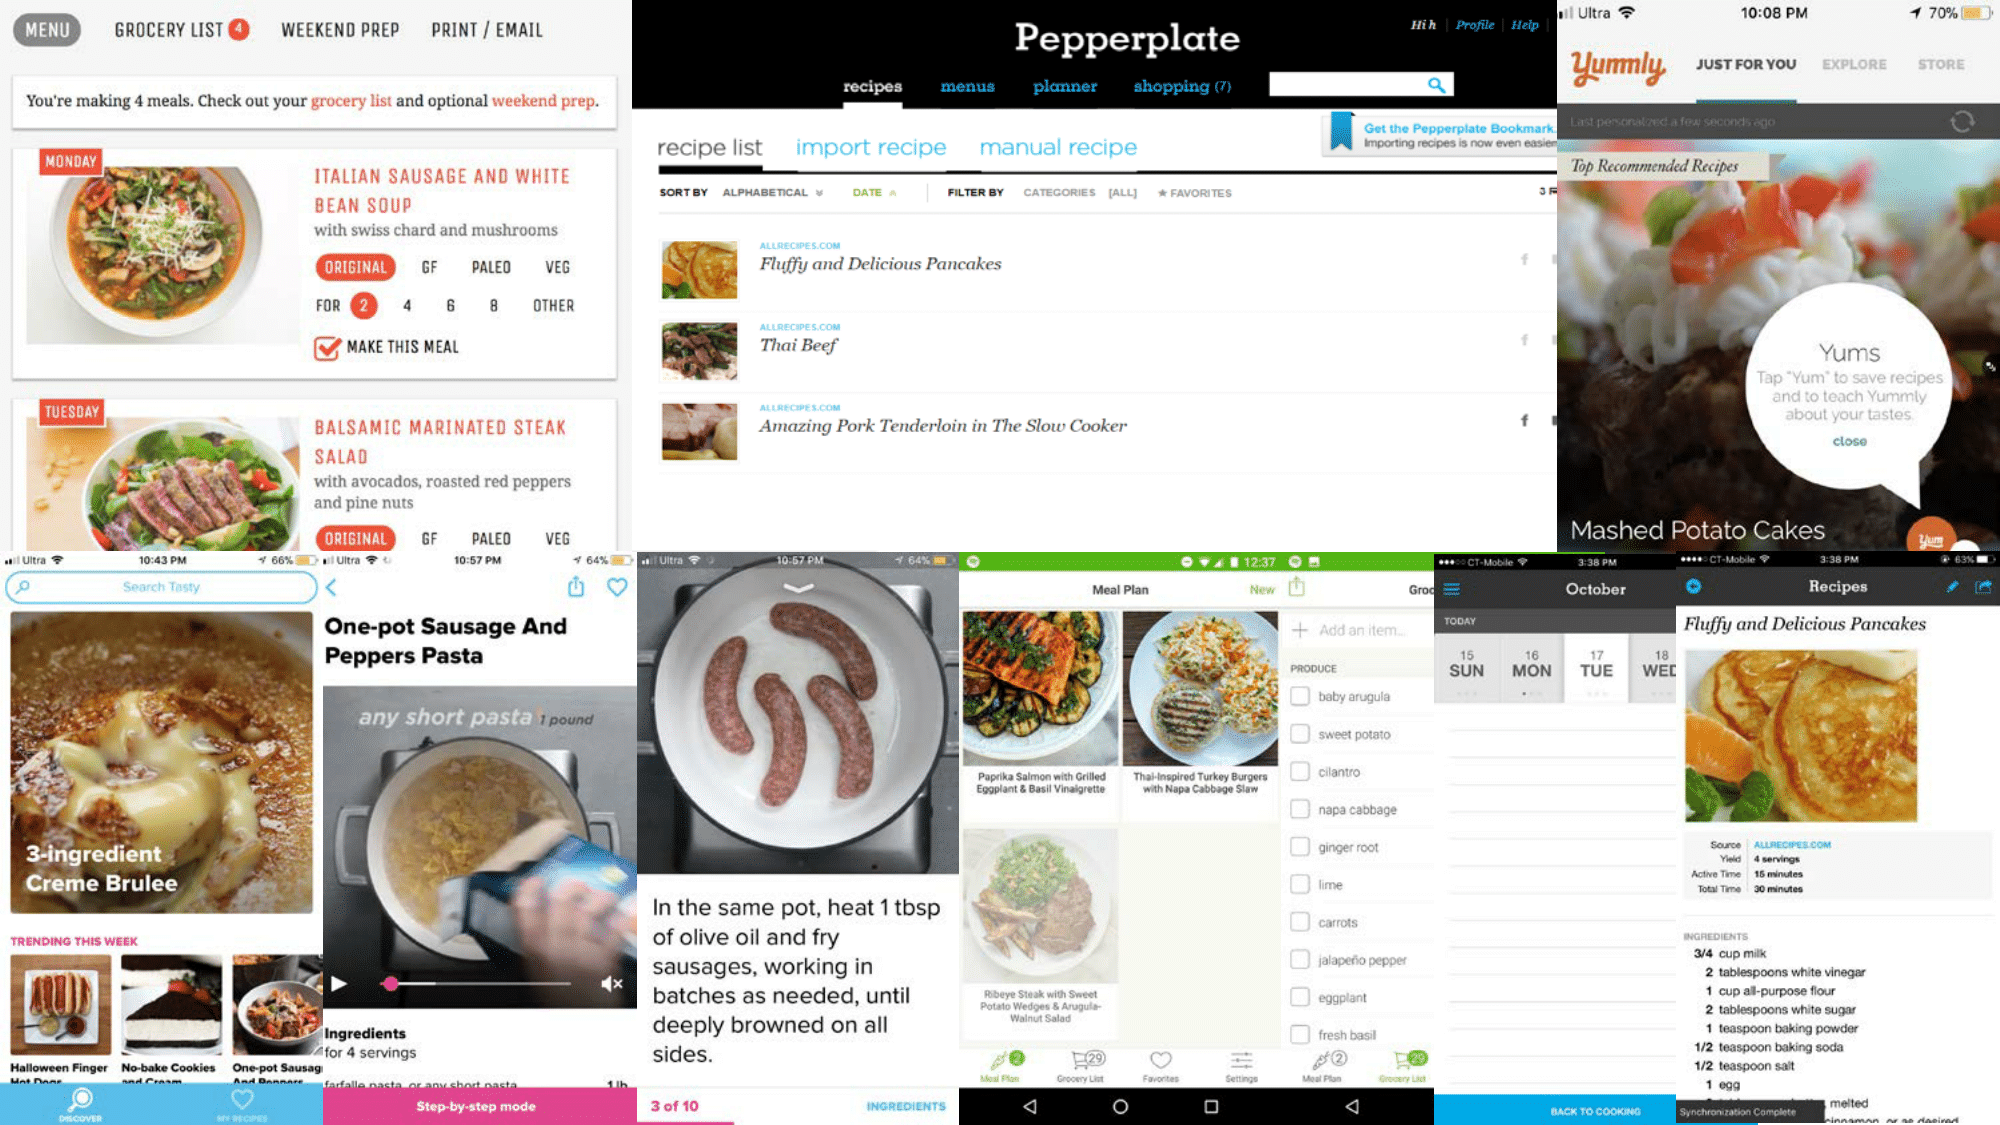 MENU
GROCERY LIST 4
WEEKEND PREP
PRINT / EMAIL
You're making 4 meals. Check out your grocery list and optional weekend prep.
MONDAY
ITALIAN SAUSAGE AND WHITE
BEAN SOUP
with swiss chard and mushrooms
ORIGINAL GF PALEO VEG
FOR 2 4 6 8 OTHER
MAKE THIS MEAL
TUESDAY
BALSAMIC MARINATED STEAK
SALAD
with avocados, roasted red peppers
and pine nuts
ORIGINAL GF PALEO VEG
Pepperplate
Hi h Profile Help
recipes menus planner shopping (7)
Get the Pepperplate Bookmark.
Importing recipes is now even easier
recipe list import recipe manual recipe
SORT BY ALPHABETICAL DATE FILTER BY CATEGORIES [ALL] FAVORITES
3
ALLRECIPES.COM
Fluffy and Delicious Pancakes
ALLRECIPES.COM
Thai Beef
ALLRECIPES.COM
Amazing Pork Tenderloin in The Slow Cooker
Ultra 10:08 PM 70%
Yummly
JUST FOR YOU EXPLORE STORE
Last personalized a few seconds ago
Top Recommended Recipes
Yums
Tap "Yum" to save recipes
and to teach Yummly
about your tastes.
close
Mashed Potato Cakes
Yum
Ultra 10:43 PM 66%
Search Tasty
3-ingredient
Creme Brulee
TRENDING THIS WEEK
Halloween Finger
Hot Dogs
No-bake Cookies
and Cream
One-pot Sausag
And Peppers
DISCOVER
MY RECIPES
Ultra 10:57 PM 64%
One-pot Sausage And
Peppers Pasta
any short pasta 1 pound
Ingredients
for 4 servings
farfalle pasta, or any short pasta 1 lb
Step-by-step mode
Ultra 10:57 PM 64%
In the same pot, heat 1 tbsp
of olive oil and fry
sausages, working in
batches as needed, until
deeply browned on all
sides.
3 of 10 INGREDIENTS
12:37
Meal Plan New
Paprika Salmon with Grilled
Eggplant & Basil Vinaigrette
Thai-Inspired Turkey Burgers
with Napa Cabbage Slaw
Ribeye Steak with Sweet
Potato Wedges & Arugula-
Walnut Salad
2
Meal Plan
29
Grocery List
Favorites
Settings
Groc
Add an item...
PRODUCE
baby arugula
sweet potato
cilantro
napa cabbage
ginger root
lime
carrots
jalapeño pepper
eggplant
fresh basil
2
Meal Plan
29
Grocery List
CT-Mobile 3:38 PM
October
TODAY
15 16 17 18
SUN MON TUE WED
BACK TO COOKING
CT-Mobile 3:38 PM 63%
Recipes
Fluffy and Delicious Pancakes
Source ALLRECIPES.COM
Yield 4 servings
Active Time 15 minutes
Total Time 30 minutes
INGREDIENTS
3/4 cup milk
2 tablespoons white vinegar
1 cup all-purpose flour
2 tablespoons white sugar
1 teaspoon baking powder
1/2 teaspoon baking soda
1/2 teaspoon salt
1 egg
melted
Synchronization Complete
cinnamon, or as desired